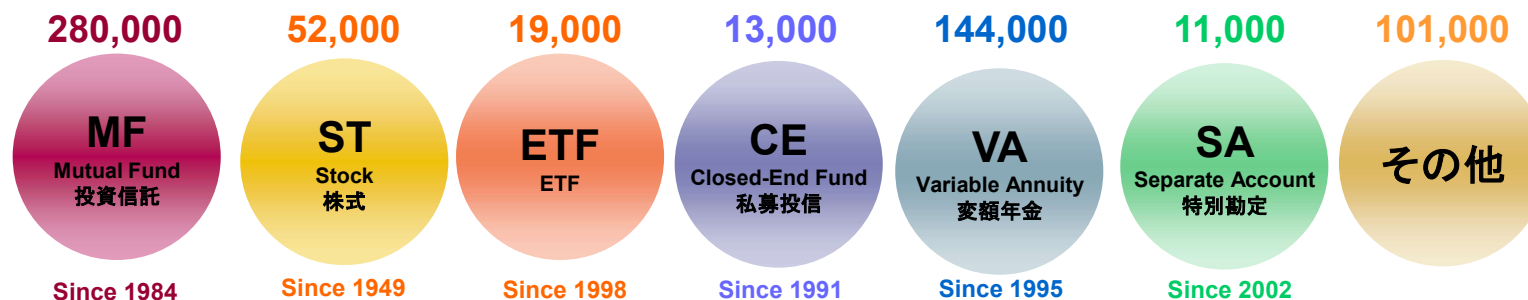 280,000
MF
Mutual Fund
投資信託
Since 1984
52,000
ST
Stock
株式
Since 1949
19,000
ETF
ETF
Since 1998
13,000
CE
Closed-End Fund
私募投信
Since 1991
144,000
VA
Variable Annuity
変額年金
Since 1995
11,000
SA
Separate Account
特別勘定
Since 2002
101,000
その他